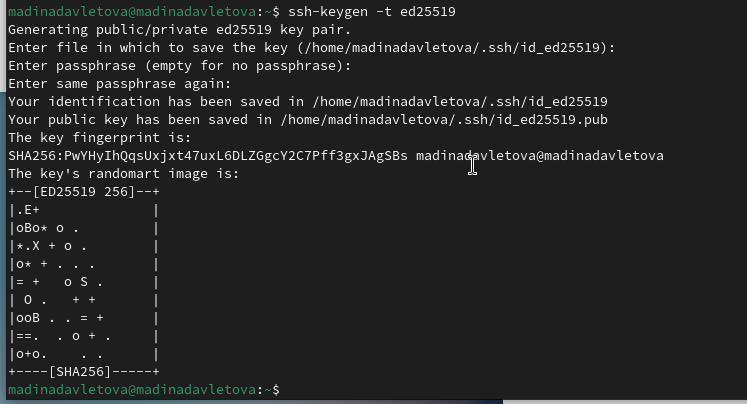 madinadavletova@madinadavletova:~$ ssh-keygen -t ed25519
Generating public/private ed25519 key pair.
Enter file in which to save the key (/home/madinadavletova/.ssh/id_ed25519):
Enter passphrase (empty for no passphrase):
Enter same passphrase again:
Your identification has been saved in /home/madinadavletova/.ssh/id_ed25519
Your public key has been saved in /home/madinadavletova/.ssh/id_ed25519.pub
The key fingerprint is:
SHA256:PwYHyIhQqsUxjxt47uxL6DLZGgcY2C7Pff3gxJAgSBs madinadavletova@madinadavletova
The key's randomart image is:
+--[ED25519 256]--+
|.E+              |
|oBo* o .         |
|*.X + o .        |
|o* + . . .       |
|= +   o S .      |
| O .   + +       |
|ooB . . = +      |
|==.  . o + .     |
|o+o.    . .      |
+----[SHA256]-----+
madinadavletova@madinadavletova:~$